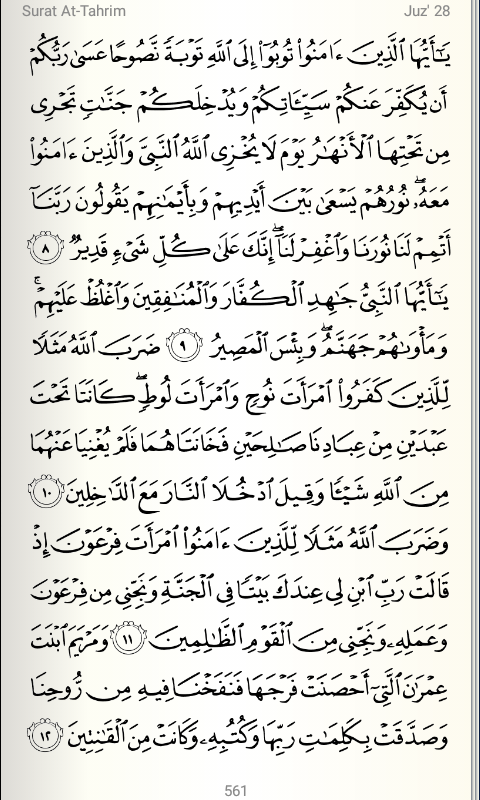 Surat At-Tahrim Juz' 28
يَـٰٓأَيُّهَا ٱلَّذِينَ ءَامَنُوا۟ تُوبُوٓا۟ إِلَى ٱللَّهِ تَوْبَةً نَّصُوحًا عَسَىٰ رَبُّكُمْ
أَن يُكَفِّرَ عَنكُمْ سَيِّـَٔاتِكُمْ وَيُدْخِلَكُمْ جَنَّـٰتٍ تَجْرِى
مِن تَحْتِهَا ٱلْأَنْهَـٰرُ يَوْمَ لَا يُخْزِى ٱللَّهُ ٱلنَّبِىَّ وَٱلَّذِينَ ءَامَنُوا۟
مَعَهُۥ ۖ نُورُهُمْ يَسْعَىٰ بَيْنَ أَيْدِيهِمْ وَبِأَيْمَـٰنِهِمْ يَقُولُونَ رَبَّنَآ
أَتْمِمْ لَنَا نُورَنَا وَٱغْفِرْ لَنَآ ۖ إِنَّكَ عَلَىٰ كُلِّ شَىْءٍ قَدِيرٌ ٨
يَـٰٓأَيُّهَا ٱلنَّبِىُّ جَـٰهِدِ ٱلْكُفَّارَ وَٱلْمُنَـٰفِقِينَ وَٱغْلُظْ عَلَيْهِمْ ۚ
وَمَأْوَىٰهُمْ جَهَنَّمُ ۖ وَبِئْسَ ٱلْمَصِيرُ ٩ ضَرَبَ ٱللَّهُ مَثَلًا
لِّلَّذِينَ كَفَرُوا۟ ٱمْرَأَتَ نُوحٍ وَٱمْرَأَتَ لُوطٍ ۖ كَانَتَا تَحْتَ
عَبْدَيْنِ مِنْ عِبَادِنَا صَـٰلِحَيْنِ فَخَانَتَاهُمَا فَلَمْ يُغْنِيَا عَنْهُمَا
مِنَ ٱللَّهِ شَيْـًٔا وَقِيلَ ٱدْخُلَا ٱلنَّارَ مَعَ ٱلدَّٰخِلِينَ ١٠
وَضَرَبَ ٱللَّهُ مَثَلًا لِّلَّذِينَ ءَامَنُوا۟ ٱمْرَأَتَ فِرْعَوْنَ إِذْ
قَالَتْ رَبِّ ٱبْنِ لِى عِندَكَ بَيْتًا فِى ٱلْجَنَّةِ وَنَجِّنِى مِن فِرْعَوْنَ
وَعَمَلِهِۦ وَنَجِّنِى مِنَ ٱلْقَوْمِ ٱلظَّـٰلِمِينَ ١١ وَمَرْيَمَ ٱبْنَتَ
عِمْرَٰنَ ٱلَّتِىٓ أَحْصَنَتْ فَرْجَهَا فَنَفَخْنَا فِيهِ مِن رُّوحِنَا
وَصَدَّقَتْ بِكَلِمَـٰتِ رَبِّهَا وَكُتُبِهِۦ وَكَانَتْ مِنَ ٱلْقَـٰنِتِينَ ١٢
561